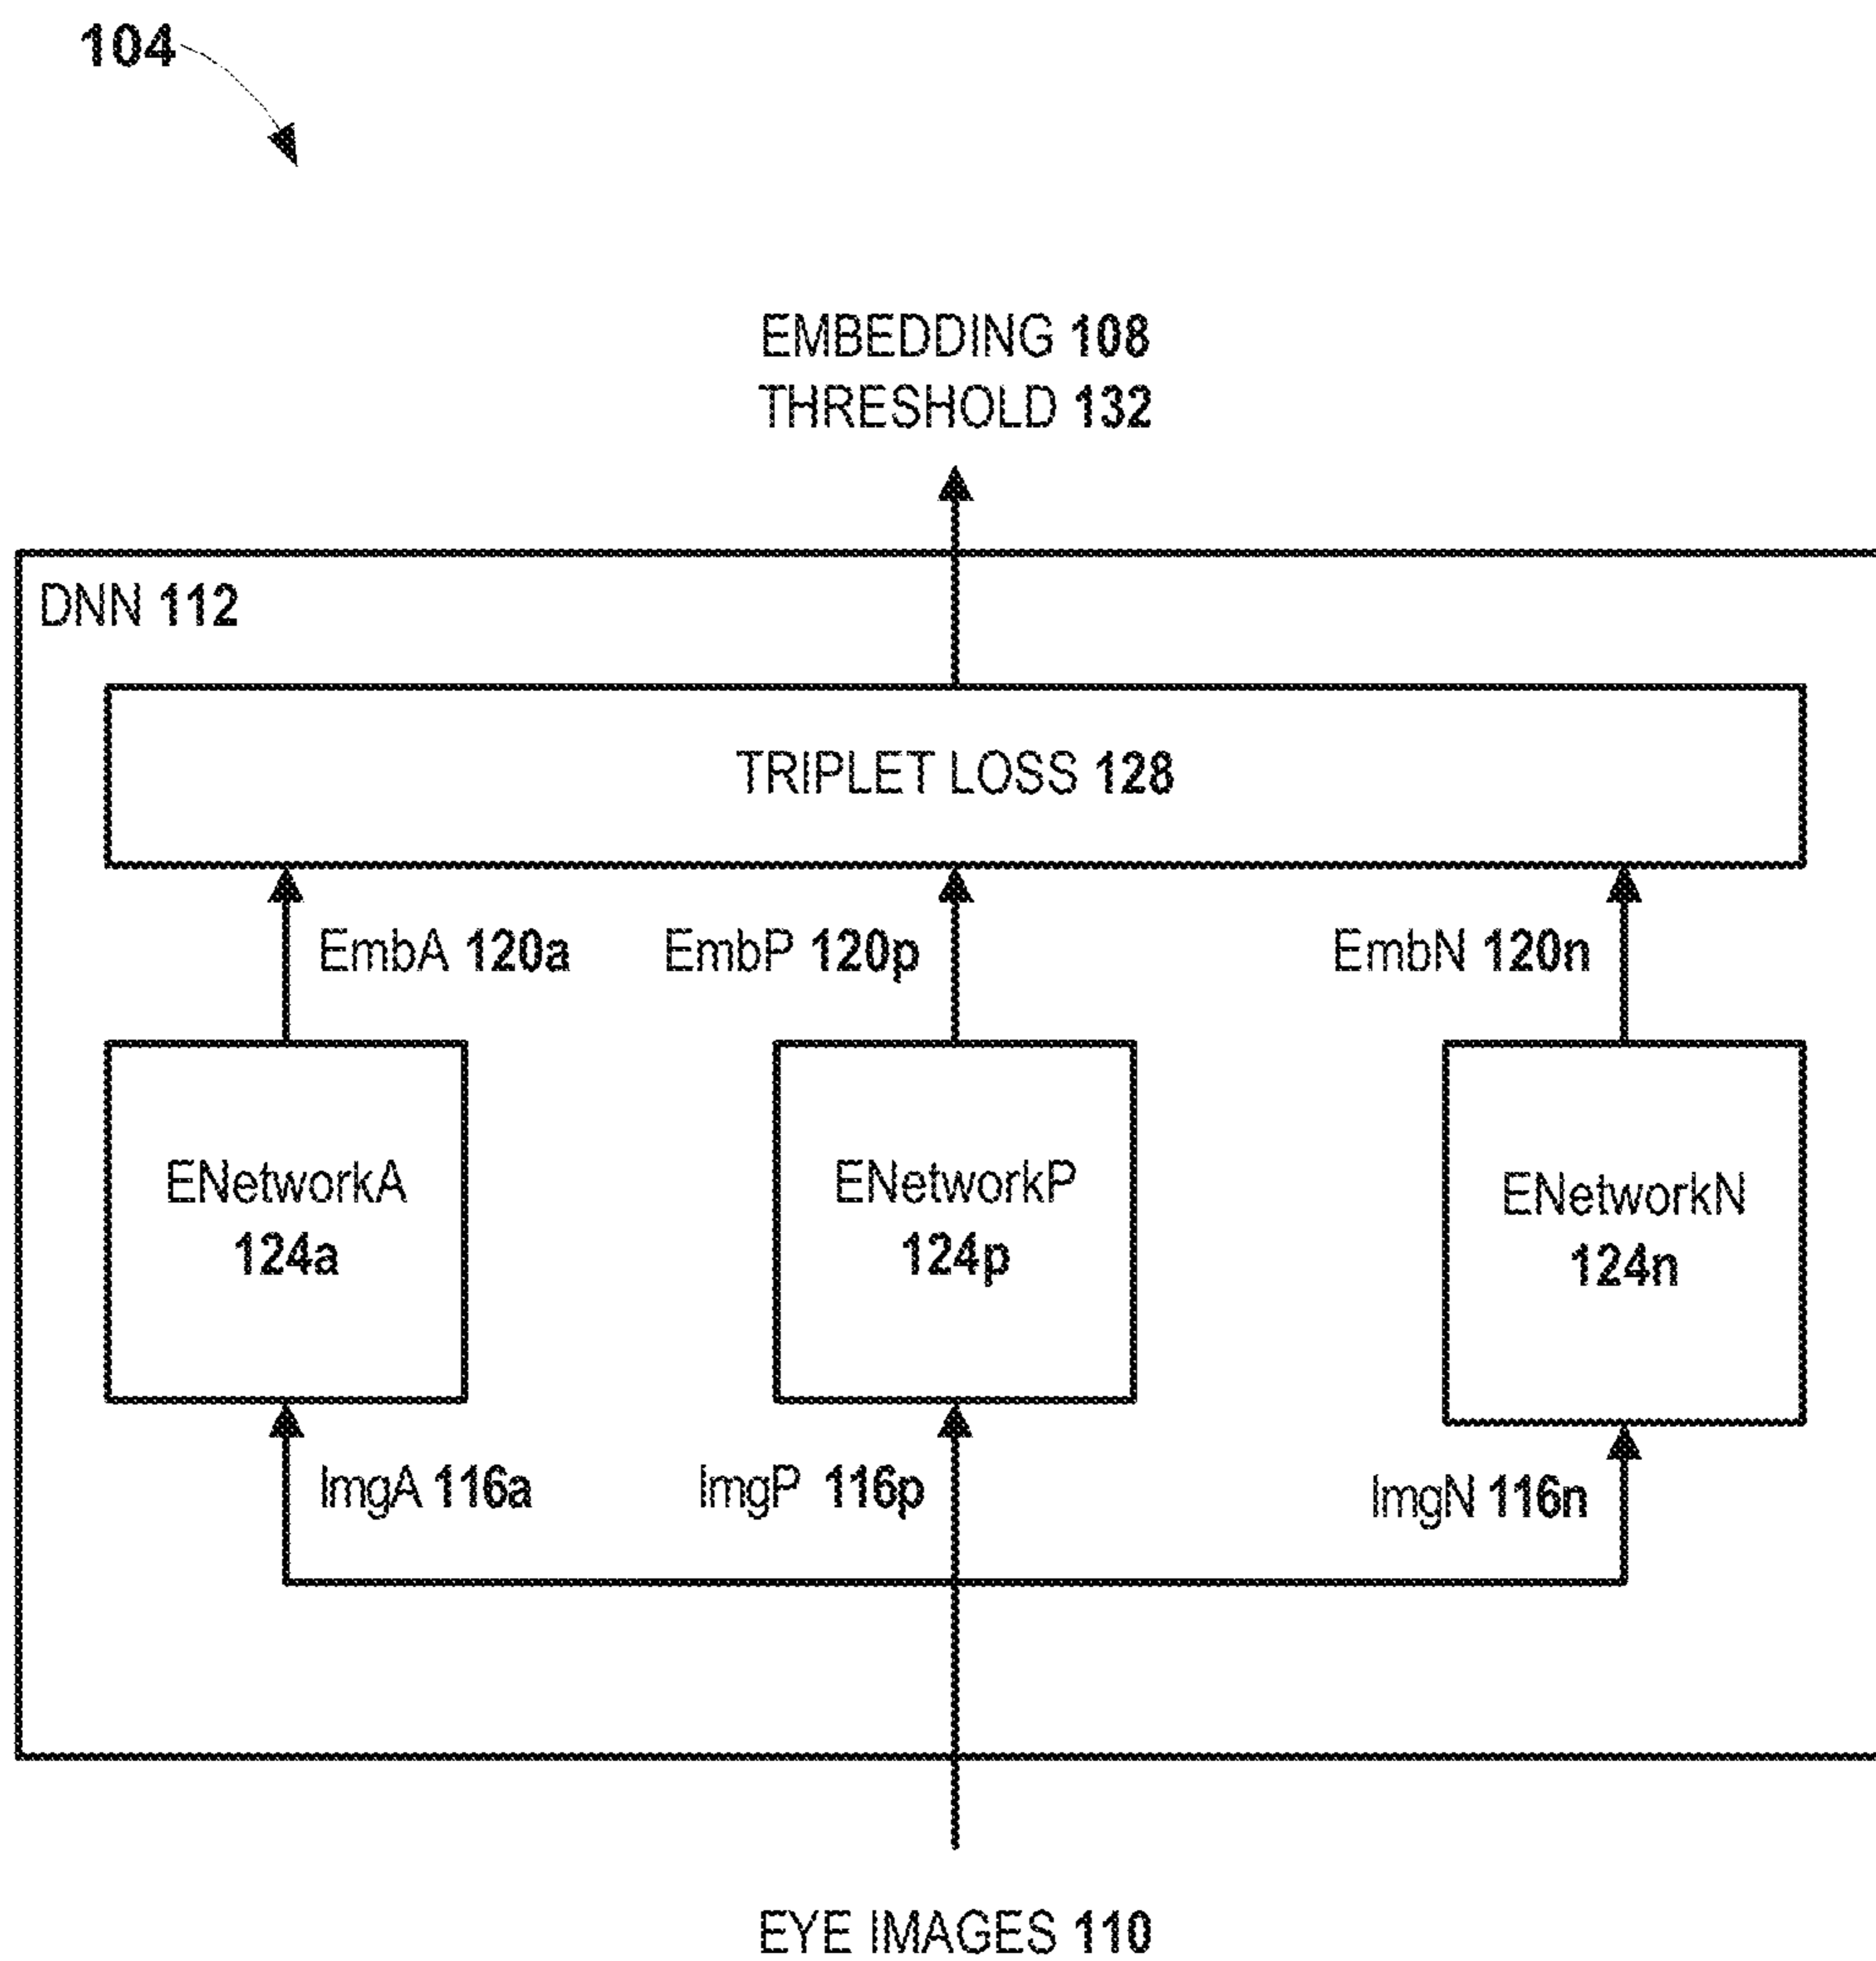 104
EMBEDDING 108
THRESHOLD 132
DNN 112
TRIPLET LOSS 128
EmbA 120a
EmbP 120p
EmbN 120n
ENetworkA
124a
ENetworkP
124p
ENetworkN
124n
ImgA 116a
ImgP 116p
ImgN 116n
EYE IMAGES 110